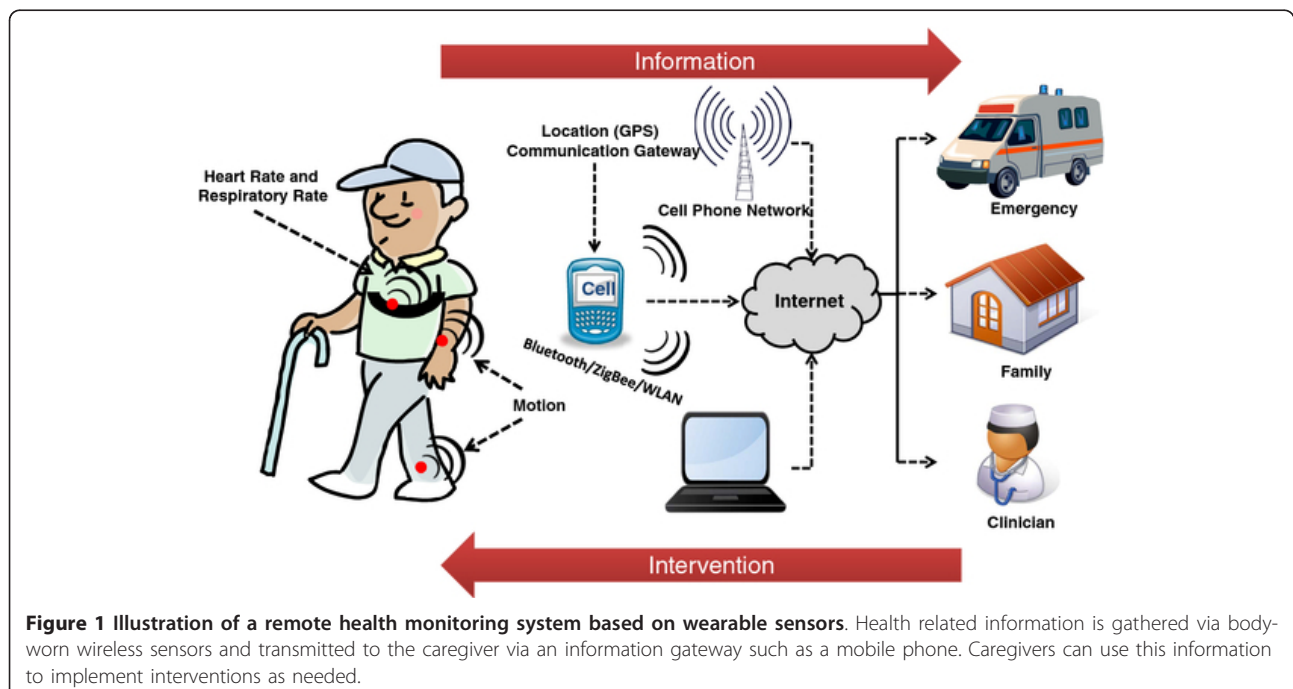 Information
Location (GPS)
Communication Gateway
Heart Rate and
Respiratory Rate
Cell Phone Network
Emergency
Cell
Internet
Bluetooth/ZigBee/WLAN
Family
Motion
Clinician
Intervention
Figure 1 Illustration of a remote health monitoring system based on wearable sensors. Health related information is gathered via body-
worn wireless sensors and transmitted to the caregiver via an information gateway such as a mobile phone. Caregivers can use this information
to implement interventions as needed.